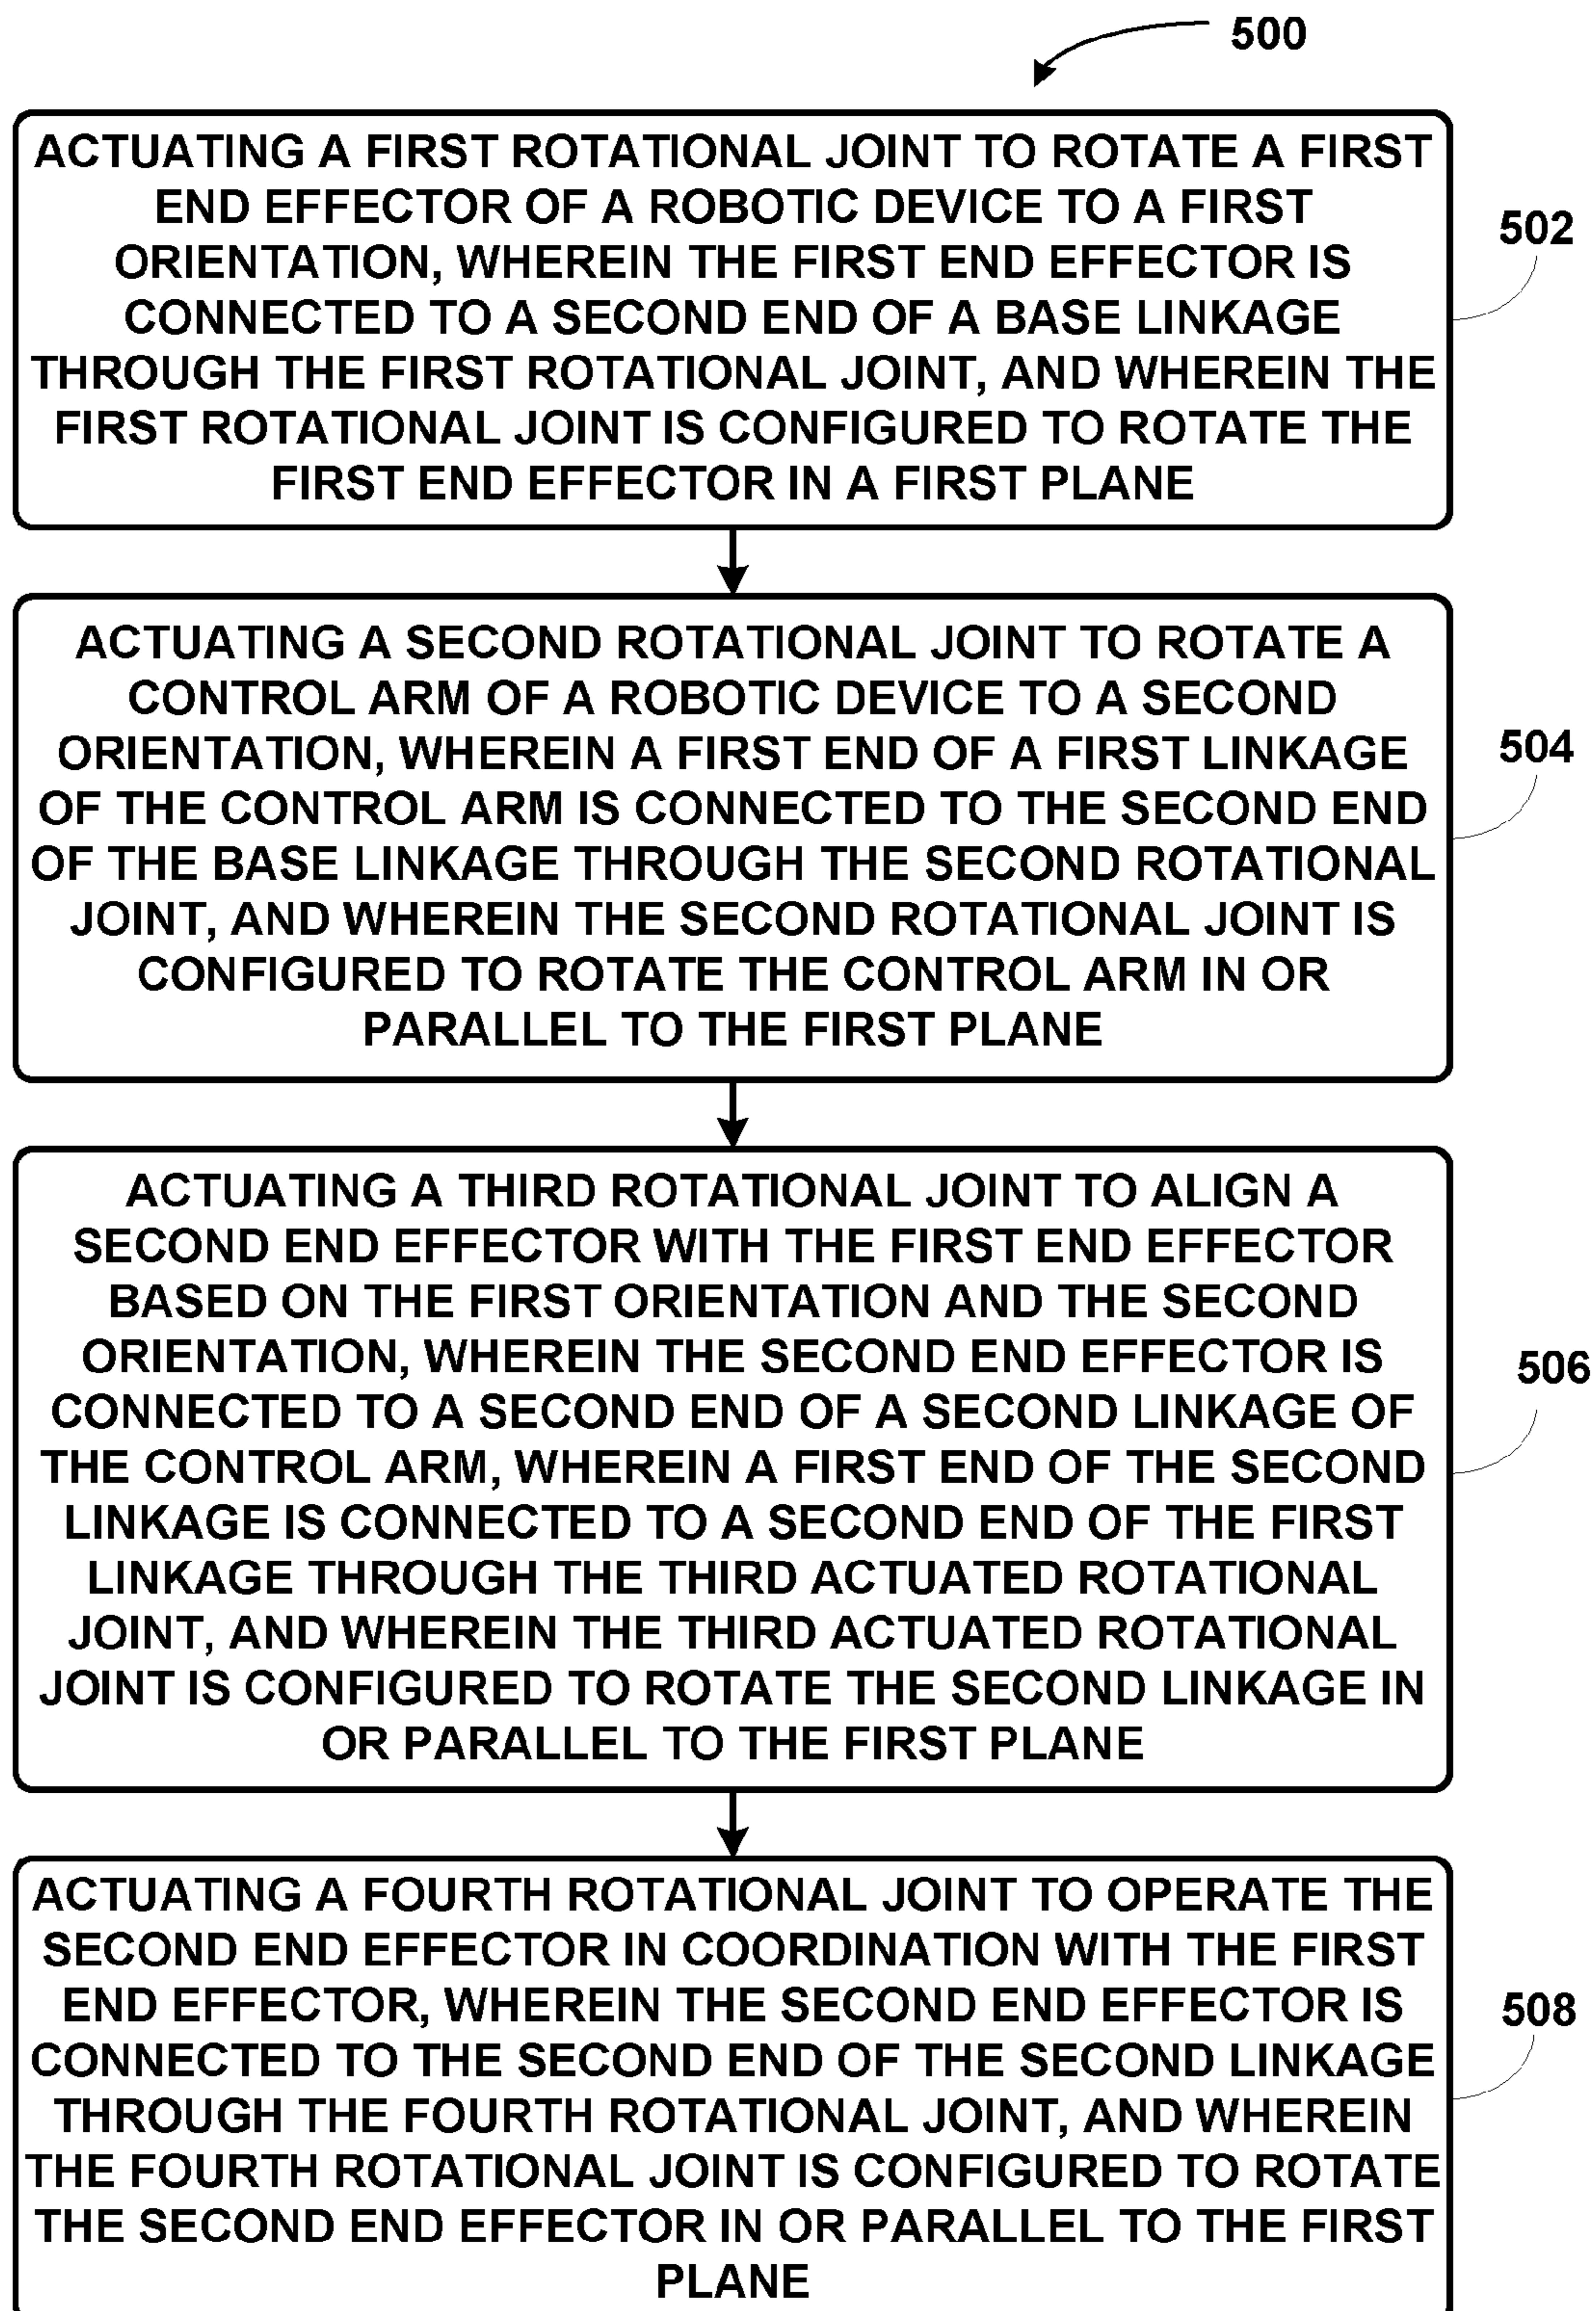 500
ACTUATING A FIRST ROTATIONAL JOINT TO ROTATE A FIRST
END EFFECTOR OF A ROBOTIC DEVICE TO A FIRST
ORIENTATION, WHEREIN THE FIRST END EFFECTOR IS
CONNECTED TO A SECOND END OF A BASE LINKAGE
THROUGH THE FIRST ROTATIONAL JOINT, AND WHEREIN THE
FIRST ROTATIONAL JOINT IS CONFIGURED TO ROTATE THE
FIRST END EFFECTOR IN A FIRST PLANE
502
ACTUATING A SECOND ROTATIONAL JOINT TO ROTATE A
CONTROL ARM OF A ROBOTIC DEVICE TO A SECOND
ORIENTATION, WHEREIN A FIRST END OF A FIRST LINKAGE
OF THE CONTROL ARM IS CONNECTED TO THE SECOND END
OF THE BASE LINKAGE THROUGH THE SECOND ROTATIONAL
JOINT, AND WHEREIN THE SECOND ROTATIONAL JOINT IS
CONFIGURED TO ROTATE THE CONTROL ARM IN OR
PARALLEL TO THE FIRST PLANE
504
ACTUATING A THIRD ROTATIONAL JOINT TO ALIGN A
SECOND END EFFECTOR WITH THE FIRST END EFFECTOR
BASED ON THE FIRST ORIENTATION AND THE SECOND
ORIENTATION, WHEREIN THE SECOND END EFFECTOR IS
CONNECTED TO A SECOND END OF A SECOND LINKAGE OF
THE CONTROL ARM, WHEREIN A FIRST END OF THE SECOND
LINKAGE IS CONNECTED TO A SECOND END OF THE FIRST
LINKAGE THROUGH THE THIRD ACTUATED ROTATIONAL
JOINT, AND WHEREIN THE THIRD ACTUATED ROTATIONAL
JOINT IS CONFIGURED TO ROTATE THE SECOND LINKAGE IN
OR PARALLEL TO THE FIRST PLANE
506
ACTUATING A FOURTH ROTATIONAL JOINT TO OPERATE THE
SECOND END EFFECTOR IN COORDINATION WITH THE FIRST
END EFFECTOR, WHEREIN THE SECOND END EFFECTOR IS
CONNECTED TO THE SECOND END OF THE SECOND LINKAGE
THROUGH THE FOURTH ROTATIONAL JOINT, AND WHEREIN
THE FOURTH ROTATIONAL JOINT IS CONFIGURED TO ROTATE
THE SECOND END EFFECTOR IN OR PARALLEL TO THE FIRST
PLANE
508